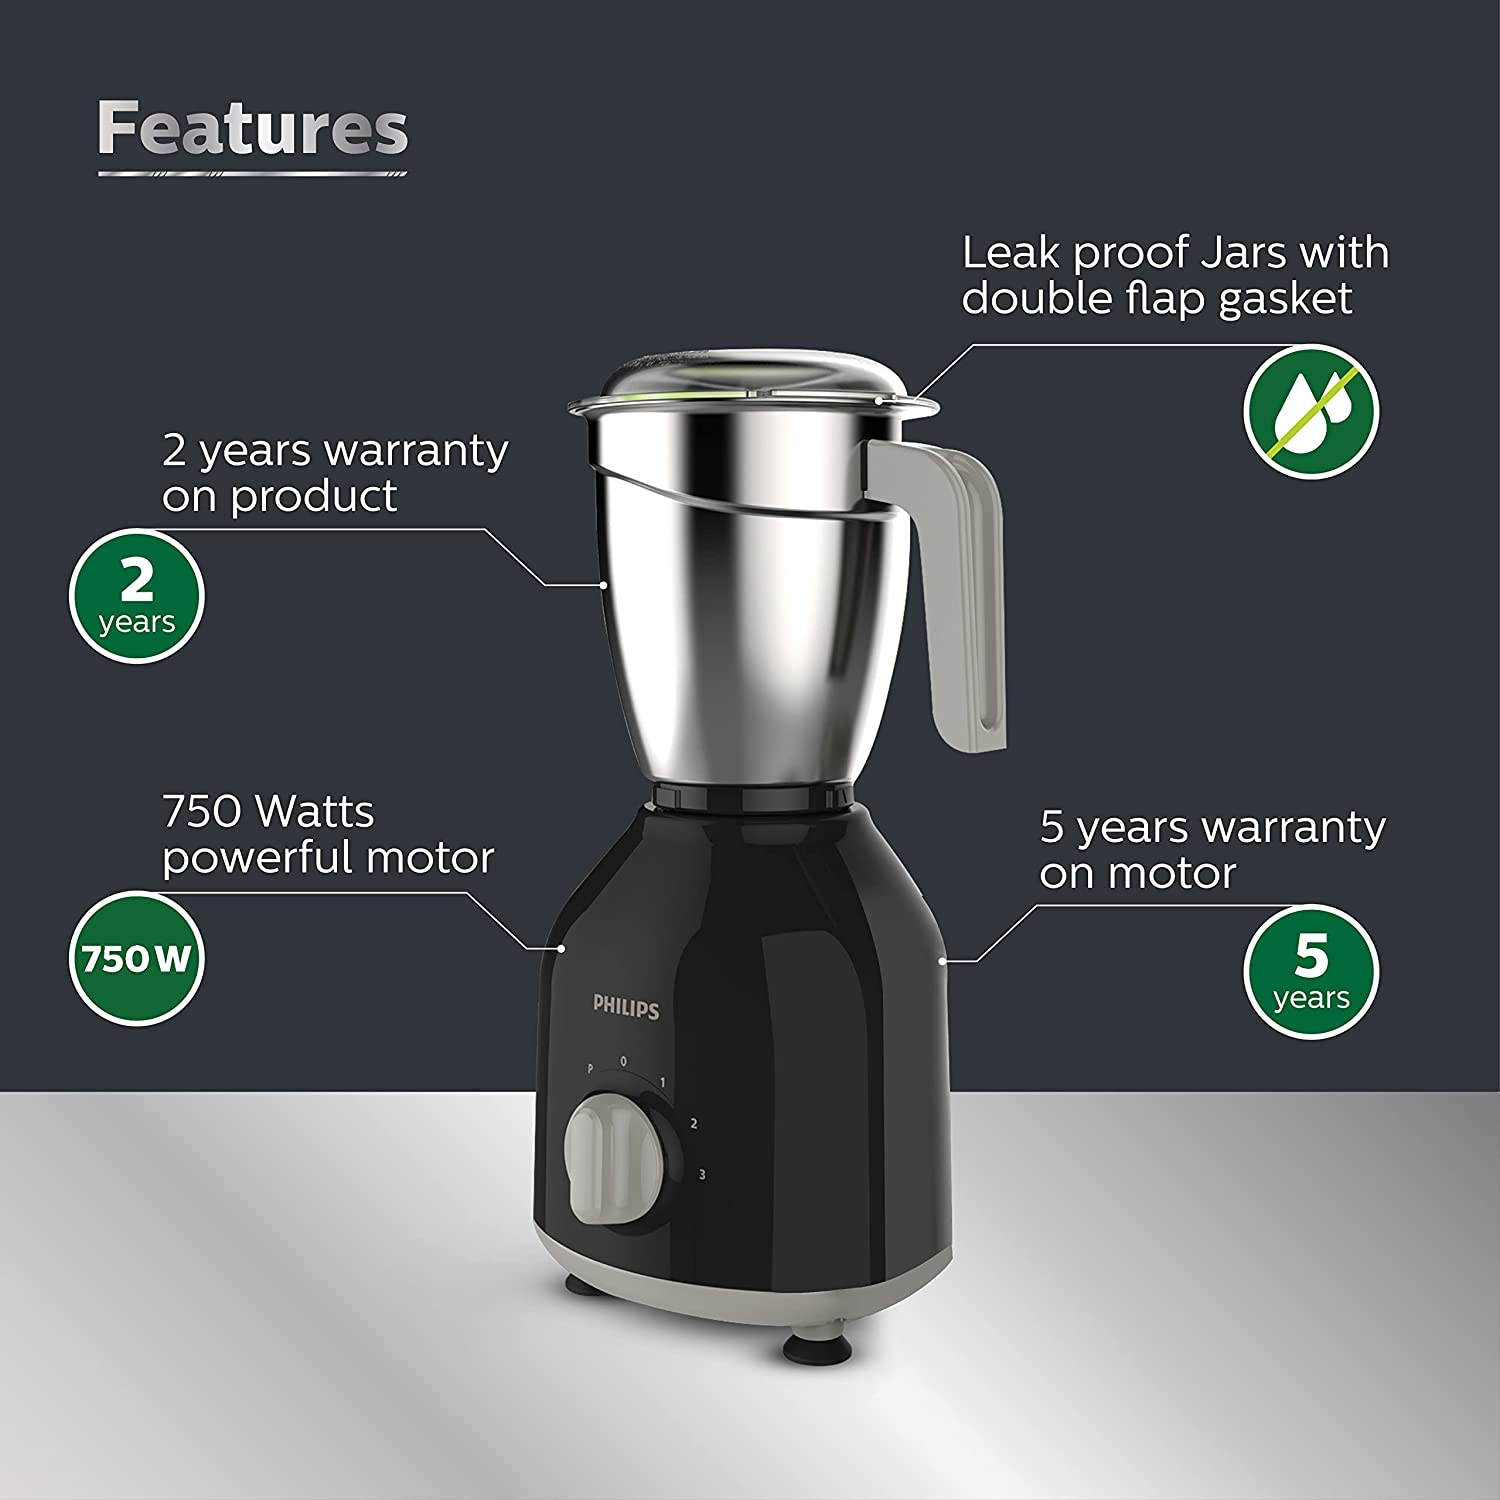 Features
Leak proof Jars with
double flap gasket
2 years warranty
on product
2
years
750 Watts
powerful motor
750 W
5 years warranty
on motor
5
years
PHILIPS
P 0 1 2 3